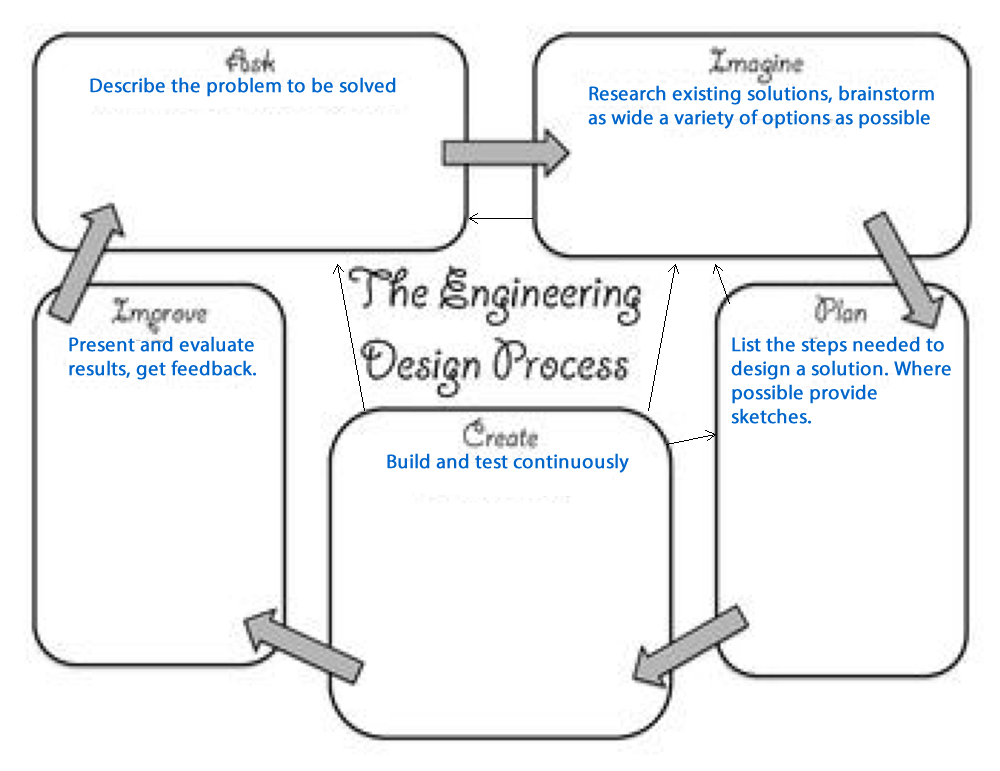 Ask
Describe the problem to be solved
Imagine
Research existing solutions, brainstorm
as wide a variety of options as possible
The Engineering
Design Process
Improve
Present and evaluate
results, get feedback.
Plan
List the steps needed to
design a solution. Where
possible provide
sketches.
Create
Build and test continuously